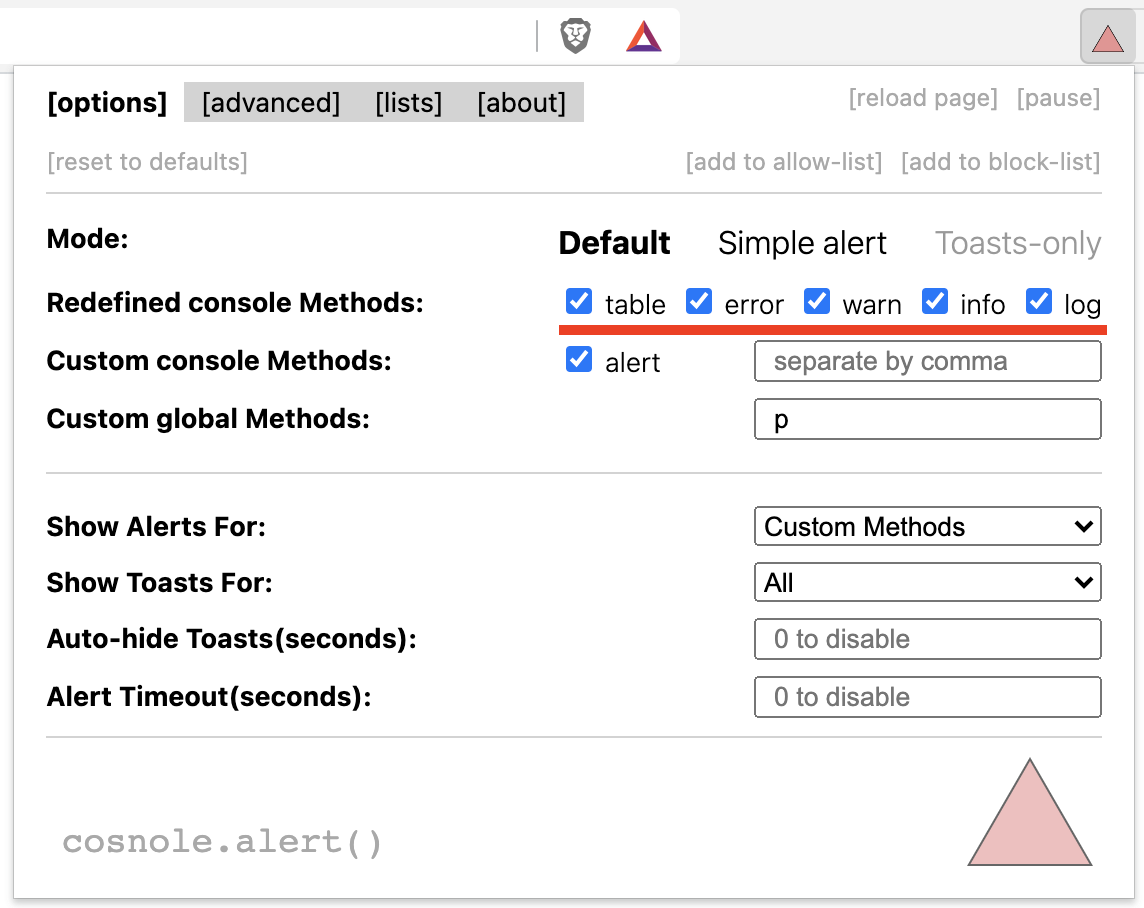 [options] [advanced] [lists] [about] [reload page] [pause]
[reset to defaults] [add to allow-list] [add to block-list]
Mode: Default Simple alert Toasts-only
Redefined console Methods: table error warn info log
Custom console Methods: alert separate by comma
Custom global Methods: p
Show Alerts For: Custom Methods
Show Toasts For: All
Auto-hide Toasts(seconds): 0 to disable
Alert Timeout(seconds): 0 to disable
cosnole.alert()